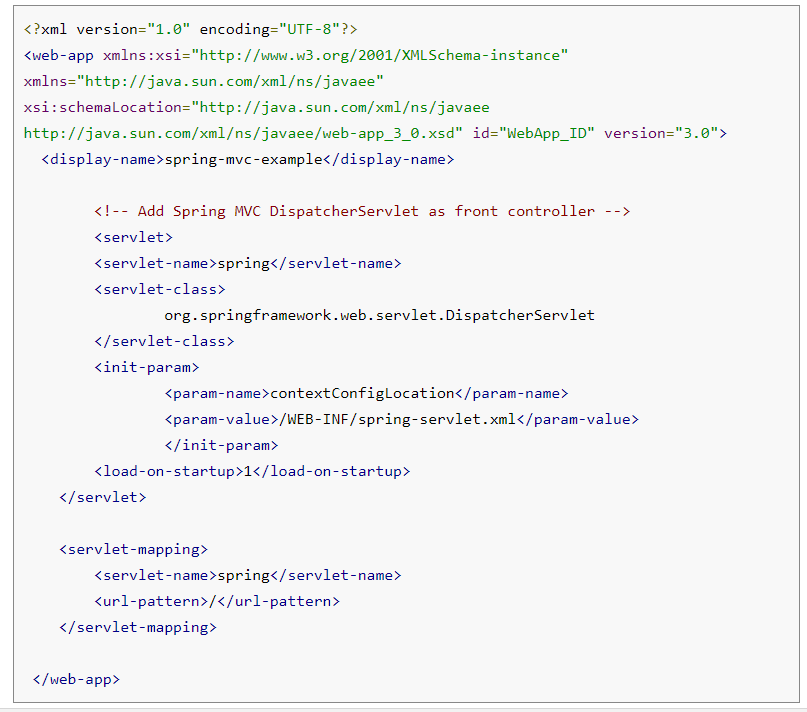 <?xml version="1.0" encoding="UTF-8"?>
<web-app xmlns:xsi="http://www.w3.org/2001/XMLSchema-instance"
xmlns="http://java.sun.com/xml/ns/javaee"
xsi:schemaLocation="http://java.sun.com/xml/ns/javaee
http://java.sun.com/xml/ns/javaee/web-app_3_0.xsd" id="WebApp_ID" version="3.0">
  <display-name>spring-mvc-example</display-name>

        <!-- Add Spring MVC DispatcherServlet as front controller -->
        <servlet>
        <servlet-name>spring</servlet-name>
        <servlet-class>
                org.springframework.web.servlet.DispatcherServlet
        </servlet-class>
        <init-param>
                <param-name>contextConfigLocation</param-name>
                <param-value>/WEB-INF/spring-servlet.xml</param-value>
                </init-param>
        <load-on-startup>1</load-on-startup>
    </servlet>

    <servlet-mapping>
        <servlet-name>spring</servlet-name>
        <url-pattern>/</url-pattern>
    </servlet-mapping>

 </web-app>